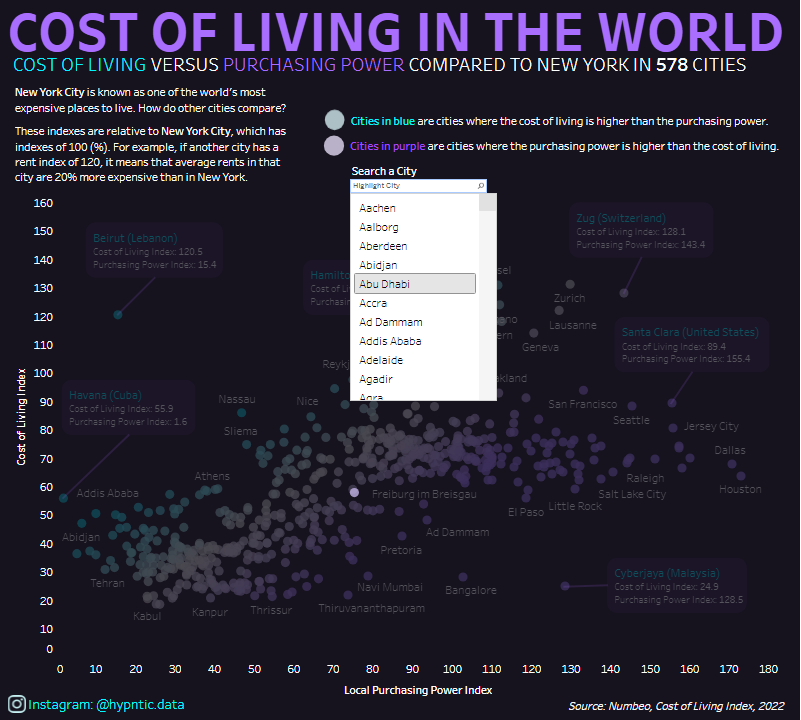 COST OF LIVING IN THE WORLD
COST OF LIVING VERSUS PURCHASING POWER COMPARED TO NEW YORK IN 578 CITIES
New York City is known as one of the world's most
expensive places to live. How do other cities compare?
These indexes are relative to New York City, which has
indexes of 100 (%). For example, if another city has a
rent index of 120, it means that average rents in that
city are 20% more expensive than in New York.
Cities in blue are cities where the cost of living is higher than the purchasing power.
Cities in purple are cities where the purchasing power is higher than the cost of living.
Search a City
Highlight City
Aachen
Aalborg
Aberdeen
Abidjan
Abu Dhabi
Accra
Ad Dammam
Addis Ababa
Adelaide
Agadir
Agra
Cost of Living Index
160
150
140
130
120
110
100
90
80
70
60
50
40
30
20
10
0
Beirut (Lebanon)
Cost of Living Index: 120.5
Purchasing Power Index: 15.4
Zug (Switzerland)
Cost of Living Index: 128.1
Purchasing Power Index: 143.4
Zurich
Lausanne
Geneva
Santa Clara (United States)
Cost of Living Index: 89.4
Purchasing Power Index: 155.4
Havana (Cuba)
Cost of Living Index: 55.9
Purchasing Power Index: 1.6
Nassau
Nice
Sliema
San Francisco
Seattle
Jersey City
Dallas
Houston
Raleigh
Salt Lake City
Little Rock
El Paso
Athens
Addis Ababa
Freiburg im Breisgau
Abidjan
Ad Dammam
Pretoria
Tehran
Kabul
Kanpur
Thrissur
Navi Mumbai
Thiruvananthapuram
Bangalore
Cyberjaya (Malaysia)
Cost of Living Index: 24.9
Purchasing Power Index: 128.5
0 10 20 30 40 50 60 70 80 90 100 110 120 130 140 150 160 170 180
Local Purchasing Power Index
Instagram: @hypntic.data
Source: Numbeo, Cost of Living Index, 2022